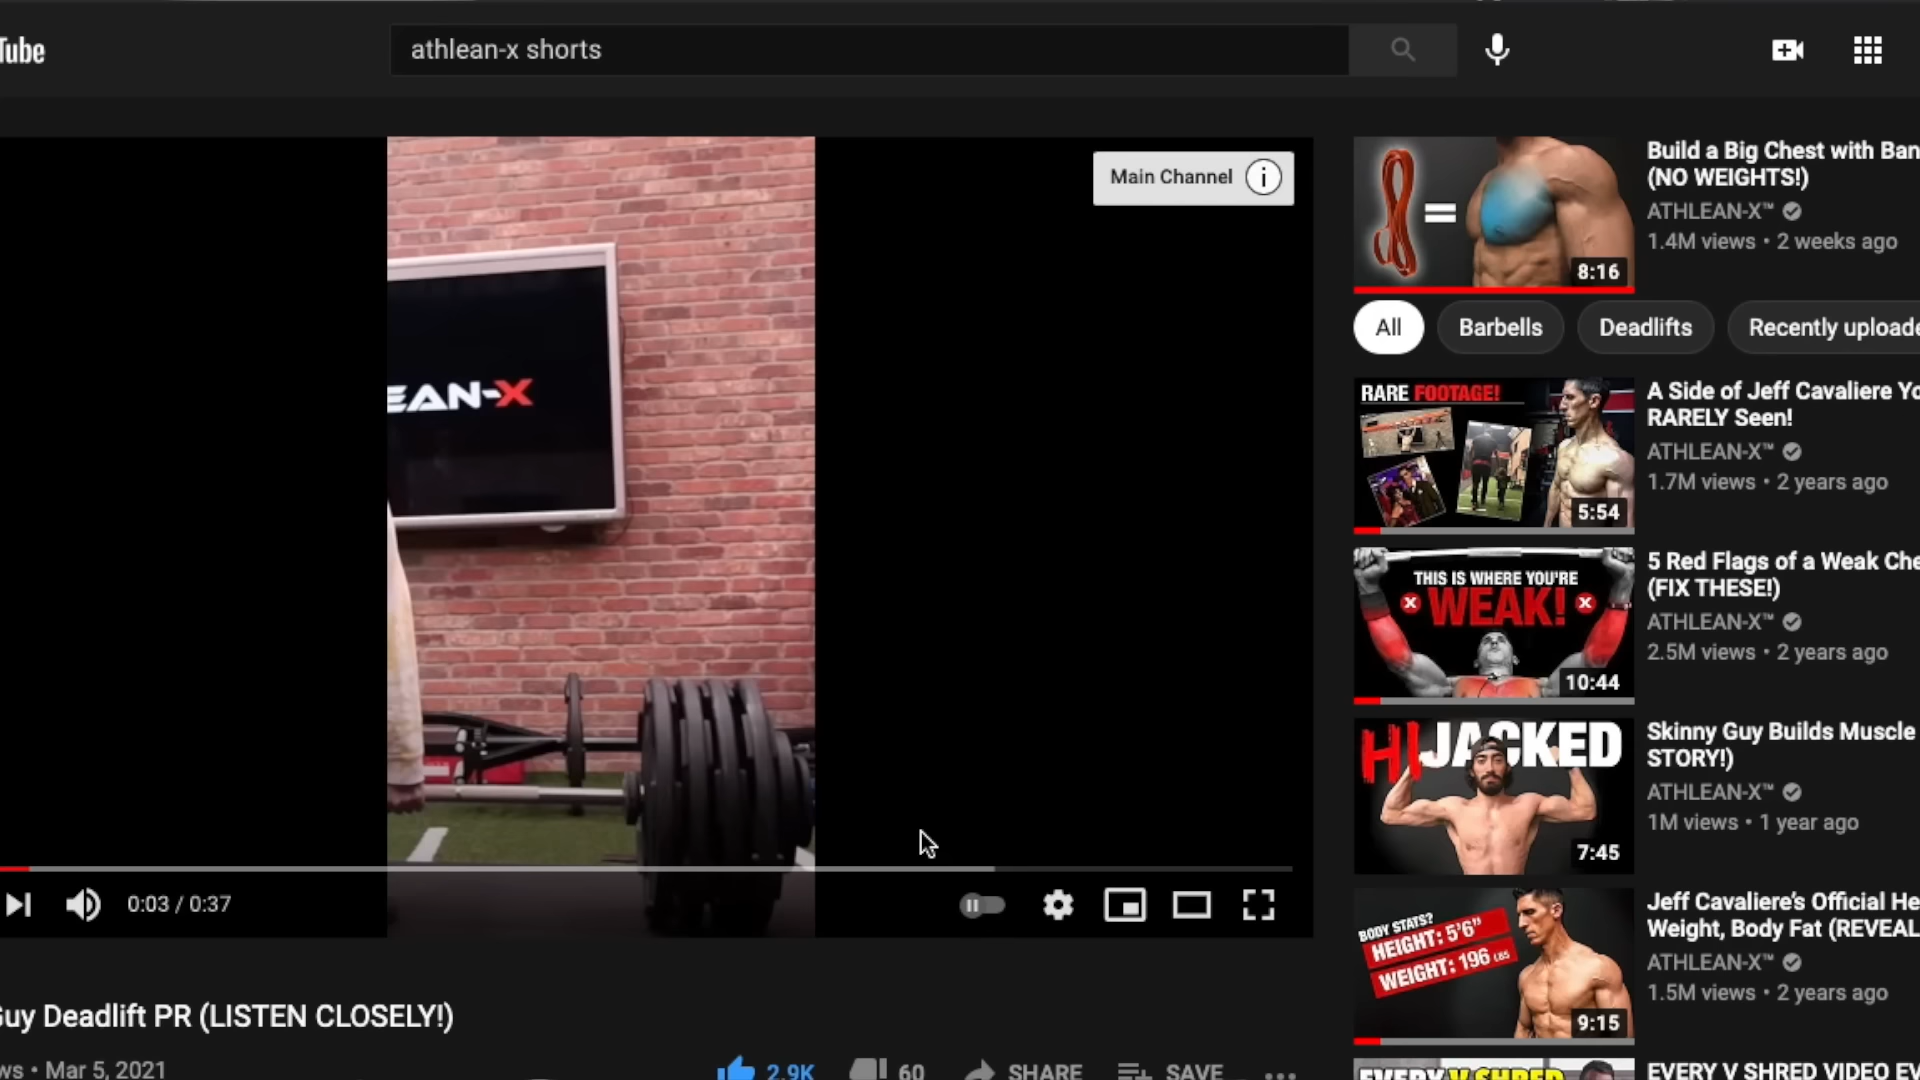 Tube
athlean-x shorts
Main Channel
EAN-X
0:03 / 0:37
Guy Deadlift PR (LISTEN CLOSELY!)
ws • Mar 5, 2021
2.9K
60
SHARE
SAVE
8:16
Build a Big Chest with Ban
(NO WEIGHTS!)
ATHLEAN-X™
1.4M views • 2 weeks ago
All
Barbells
Deadlifts
Recently uploade
RARE FOOTAGE!
5:54
A Side of Jeff Cavaliere Yo
RARELY Seen!
ATHLEAN-X™
1.7M views • 2 years ago
THIS IS WHERE YOU'RE
WEAK!
10:44
5 Red Flags of a Weak Che
(FIX THESE!)
ATHLEAN-X™
2.5M views • 2 years ago
HIJACKED
7:45
Skinny Guy Builds Muscle
STORY!)
ATHLEAN-X™
1M views • 1 year ago
BODY STATS?
HEIGHT: 5'6"
WEIGHT: 196 LBS
9:15
Jeff Cavaliere's Official He
Weight, Body Fat (REVEAL
ATHLEAN-X™
1.5M views • 2 years ago
EVERY V SHRED
EVERY V SHRED VIDEO EV